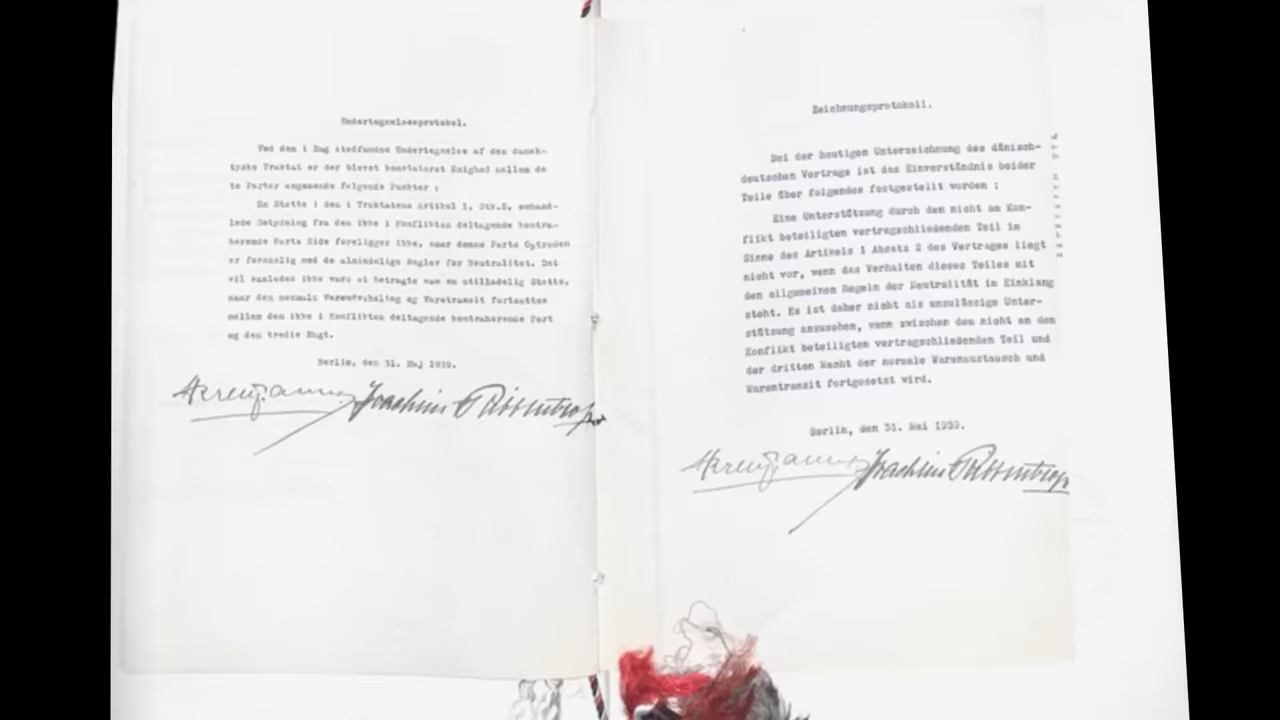 Undertegnelsesprotokol.
Ved den i Dag stedfundne Undertegnelse af den dansk-
tyske Traktat er der blevet konstateret Enighed mellem de
to Parter angaaende følgende Punkter :
En Støtte i den i Traktatens Artikel 1, Stk.2, omhand-
lede Betydning fra den ikke i Konflikten deltagende kontra-
herende Parts Side foreligger ikke, naar denne Parts Optræden
er forenelig med de almindelige Regler for Neutralitet. Det
vil saaledes ikke være at betragte som en utilladelig Støtte,
naar den normale Vareudveksling og Varetransit fortsættes
mellem den ikke i Konflikten deltagende kontraherende Part
og den tredie Magt.
Berlin, den 31. Maj 1939.
Joachim v Ribbentrop
Zeichnungsprotokoll.
Bei der heutigen Unterzeichnung des dänisch-
deutschen Vertrags ist das Einverständnis beider
Teile über folgendes festgestellt worden :
Eine Unterstützung durch den nicht am Kon-
flikt beteiligten vertragschließenden Teil im
Sinne des Artikels 1 Absatz 2 des Vertrages liegt
nicht vor, wenn das Verhalten dieses Teiles mit
den allgemeinen Regeln der Neutralität in Einklang
steht. Es ist daher nicht als unzulässige Unter-
stützung anzusehen, wenn zwischen dem nicht an dem
Konflikt beteiligten vertragschließenden Teil und
der dritten Macht der normale Warenaustausch und
Warentransit fortgesetzt wird.
Berlin, den 31. Mai 1939.
Joachim v Ribbentrop